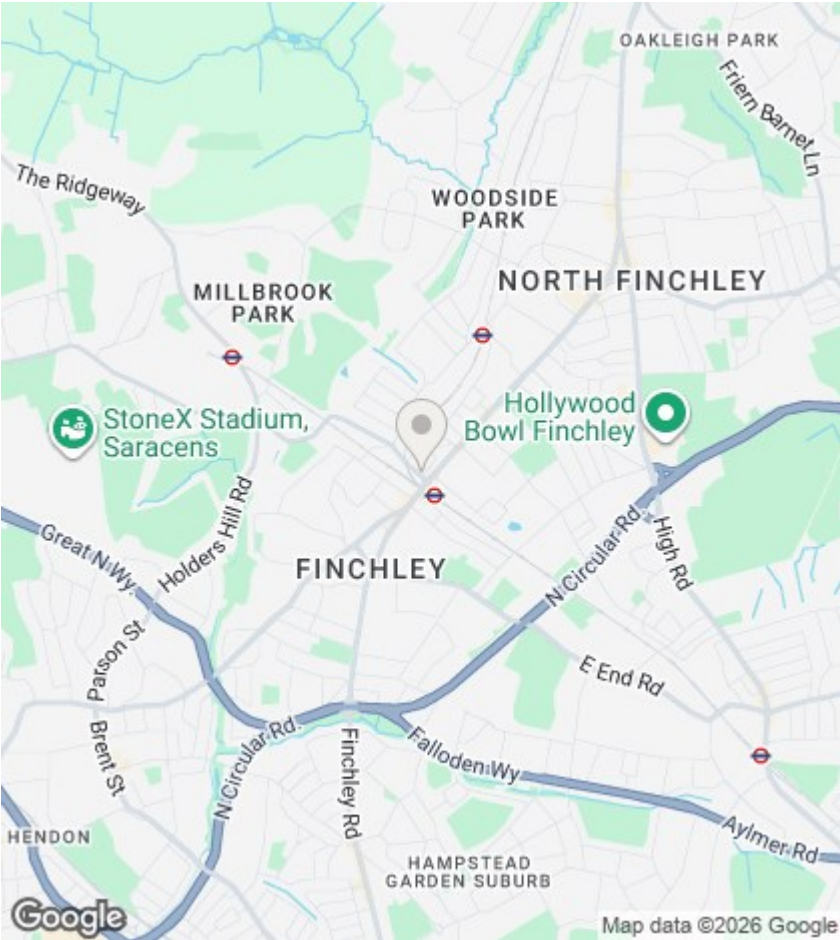 OAKLEIGH PARK
Friern Barnet Ln
The Ridgeway
WOODSIDE
PARK
NORTH FINCHLEY
MILLBROOK
PARK
Hollywood
Bowl Finchley
StoneX Stadium,
Saracens
Holders Hill Rd
Great N Wy.
N Circular Rd.
High Rd
FINCHLEY
Parson St
E End Rd
Brent St
N Circular Rd.
Finchley Rd
Falloden Wy
Aylmer Rd
HENDON
HAMPSTEAD
GARDEN SUBURB
Google
Map data ©2026 Google